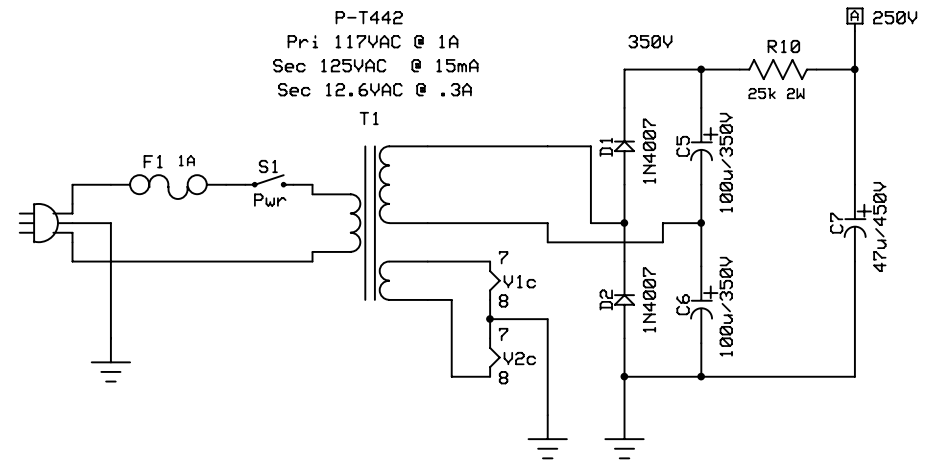 P-T442
Pri 117VAC @ 1A
Sec 125VAC @ 15mA
Sec 12.6VAC @ .3A
T1
350V
A 250V
R10
25k 2W
F1 1A
S1
Pwr
D1
1N4007
C5
100u/350V
C7
47u/450V
7
V1c
8
7
V2c
8
D2
1N4007
C6
100u/350V